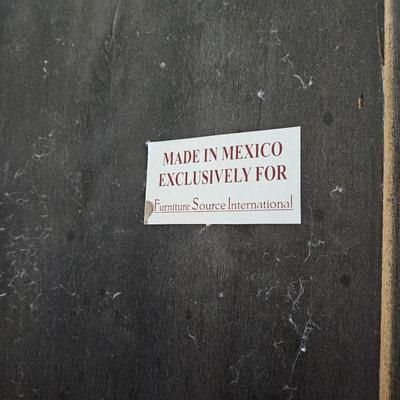 MADE IN MEXICO
EXCLUSIVELY FOR
Furniture Source International